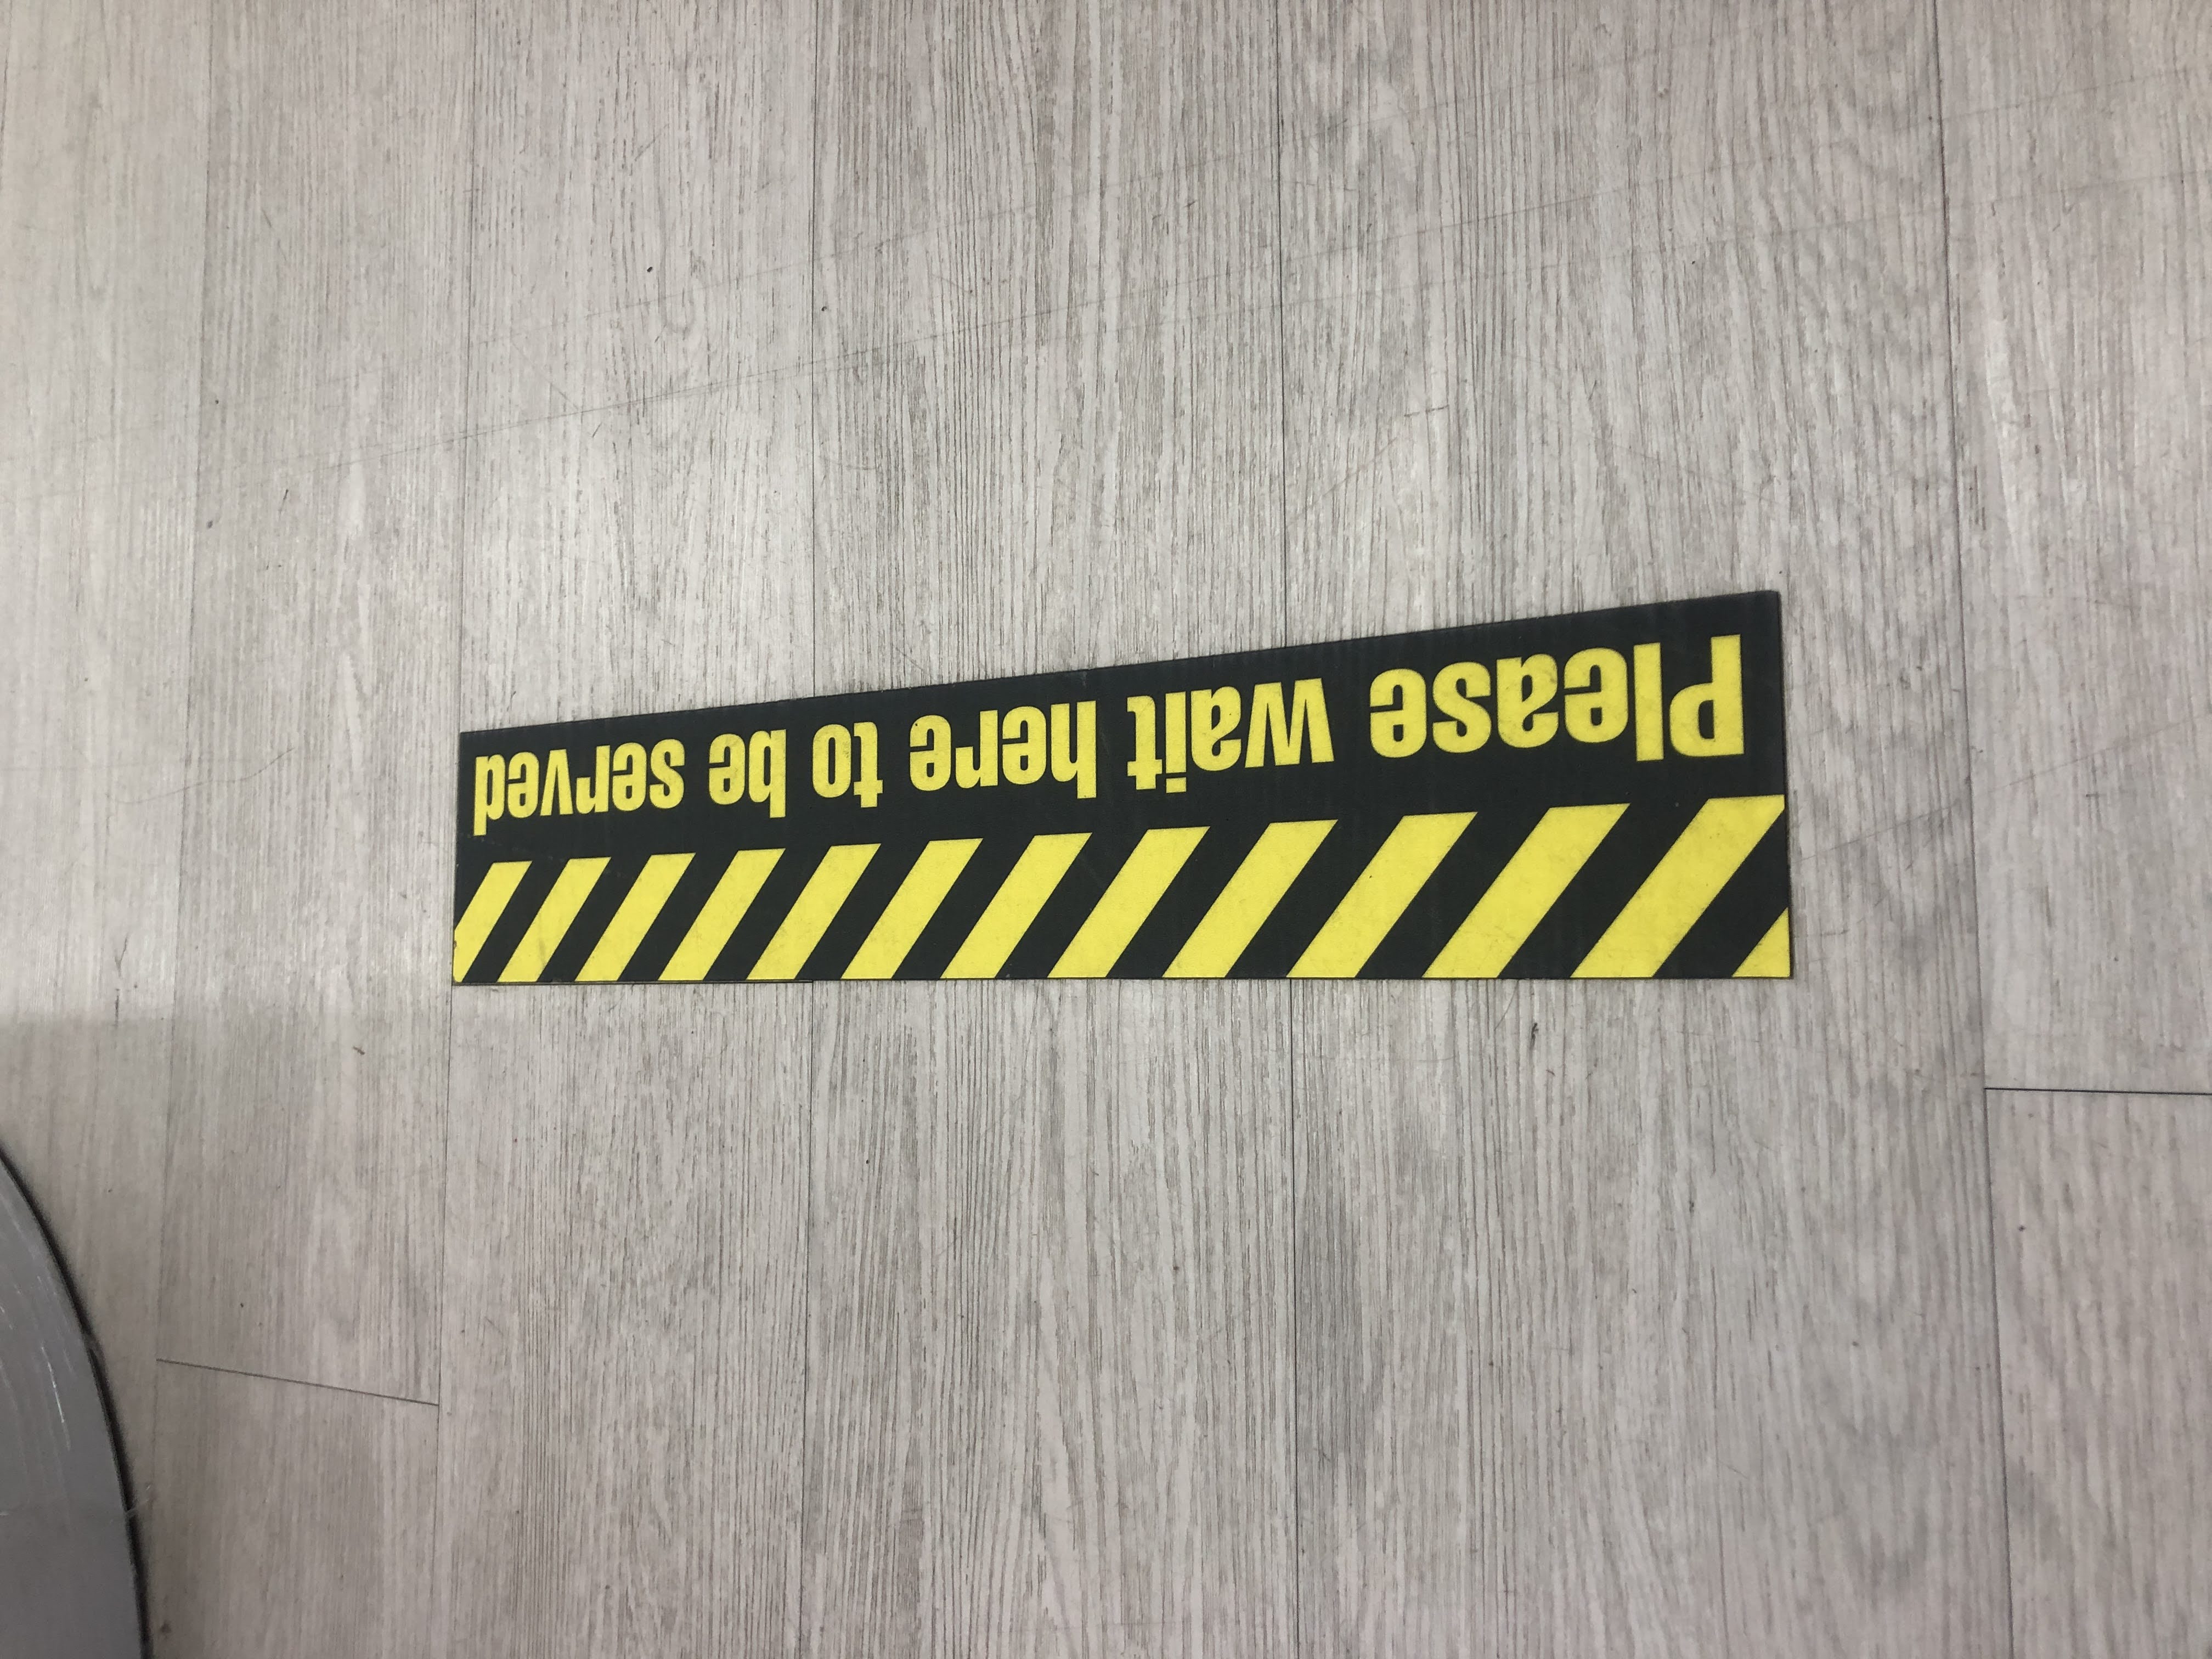 Please wait here to be served